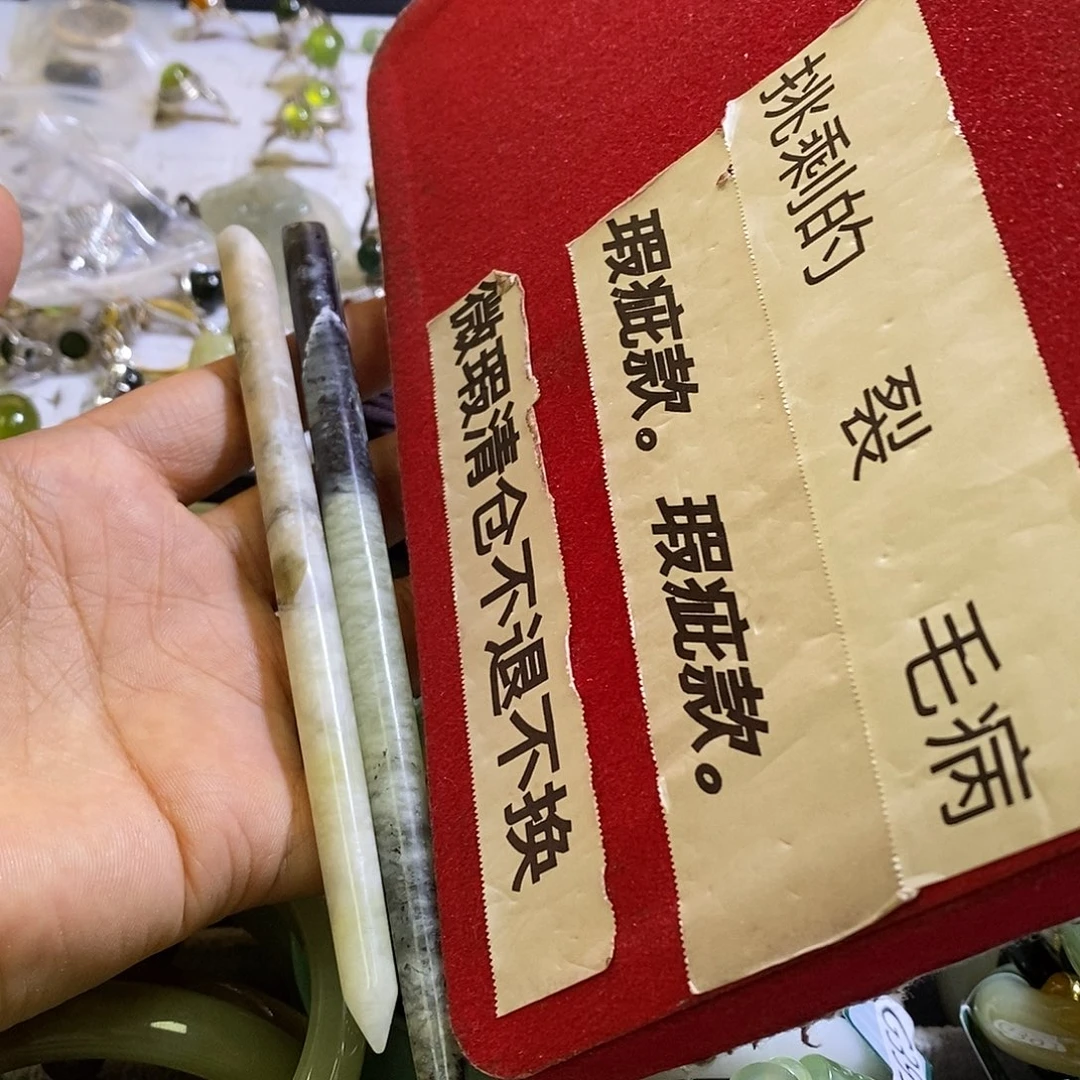 挑剩的 裂 毛病
瑕疵款。瑕疵款。
微瑕清仓不退不换